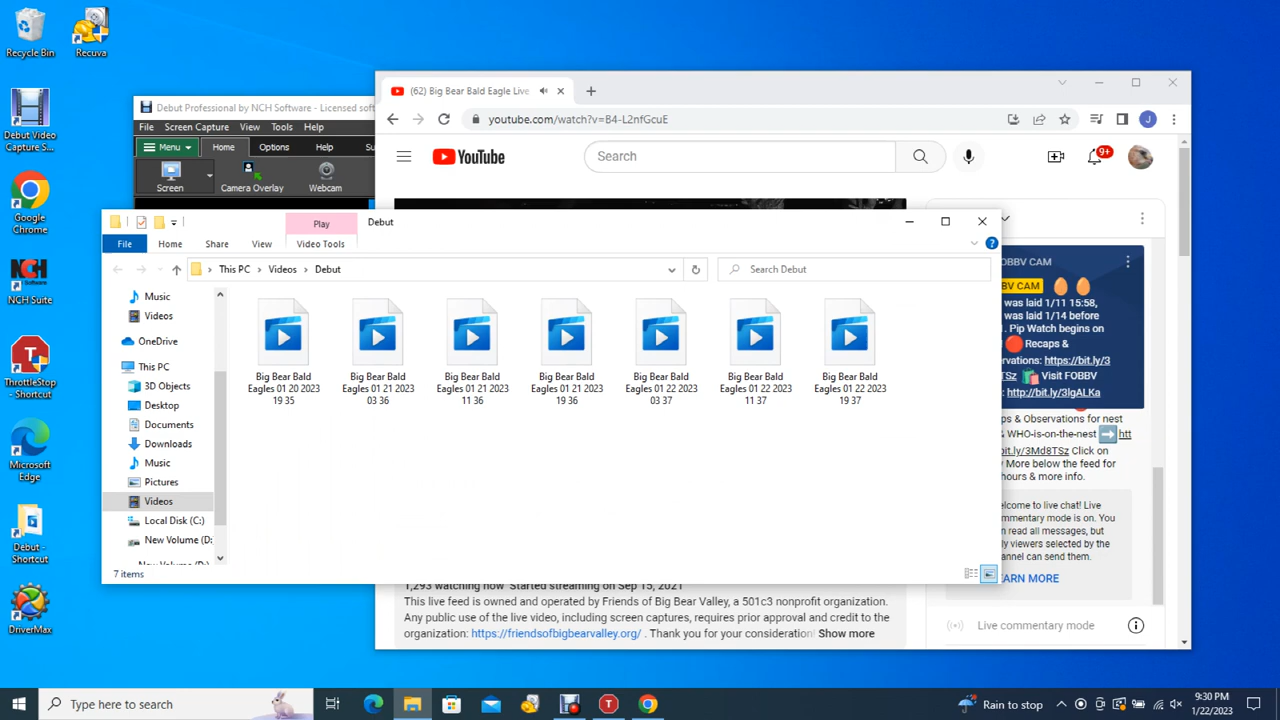 Recycle Bin
Recuva
Debut Video
Capture S...
Google
Chrome
NCH Suite
ThrottleStop
- Shortcut
Microsoft
Edge
Debut -
Shortcut
DriverMax
Debut Professional by NCH Software - Licensed soft
File Screen Capture View Tools Help
Menu Home Options Help Su
Screen Camera Overlay Webcam
(62) Big Bear Bald Eagle Live
youtube.com/watch?v=B4-L2nfGcuE
J
YouTube
Search
9+
Play
Debut
File Home Share View Video Tools
This PC > Videos > Debut
Search Debut
Music
Videos
OneDrive
This PC
3D Objects
Desktop
Documents
Downloads
Music
Pictures
Videos
Local Disk (C:)
New Volume (D:
New Volume (D:)
Big Bear Bald
Eagles 01 20 2023
19 35
Big Bear Bald
Eagles 01 21 2023
03 36
Big Bear Bald
Eagles 01 21 2023
11 36
Big Bear Bald
Eagles 01 21 2023
19 36
Big Bear Bald
Eagles 01 22 2023
03 37
Big Bear Bald
Eagles 01 22 2023
11 37
Big Bear Bald
Eagles 01 22 2023
19 37
7 items
OBBV CAM
BV CAM
was laid 1/11 15:58,
was laid 1/14 before
1. Pip Watch begins on
Recaps &
rvations: https://bit.ly/3
TSz Visit FOBBV
: http://bit.ly/3lgALKa
ps & Observations for nest
& WHO-is-on-the-nest htt
bit.ly/3Md8TSz Click on
More below the feed for
hours & more info.
elcome to live chat! Live
ommentary mode is on. You
n read all messages, but
ly viewers selected by the
annel can send them.
EARN MORE
Live commentary mode
1,293 watching now Started streaming on Sep 15, 2021
This live feed is owned and operated by Friends of Big Bear Valley, a 501c3 nonprofit organization.
Any public use of the live video, including screen captures, requires prior approval and credit to the
organization: https://friendsofbigbearvalley.org/ . Thank you for your consideration! Show more
Type here to search
T
Rain to stop
9:30 PM
1/22/2023